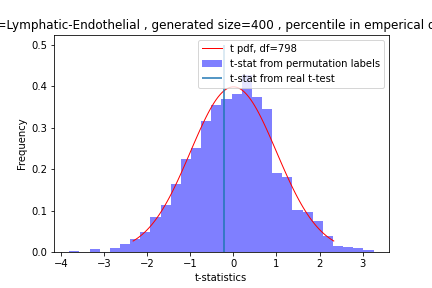 =Lymphatic-Endothelial , generated size=400 , percentile in emperical
t pdf, df=798
t-stat from permutation labels
t-stat from real t-test
Frequency
0.5
0.4
0.3
0.2
0.1
0.0
−4 −3 −2 −1 0 1 2 3
t-statistics